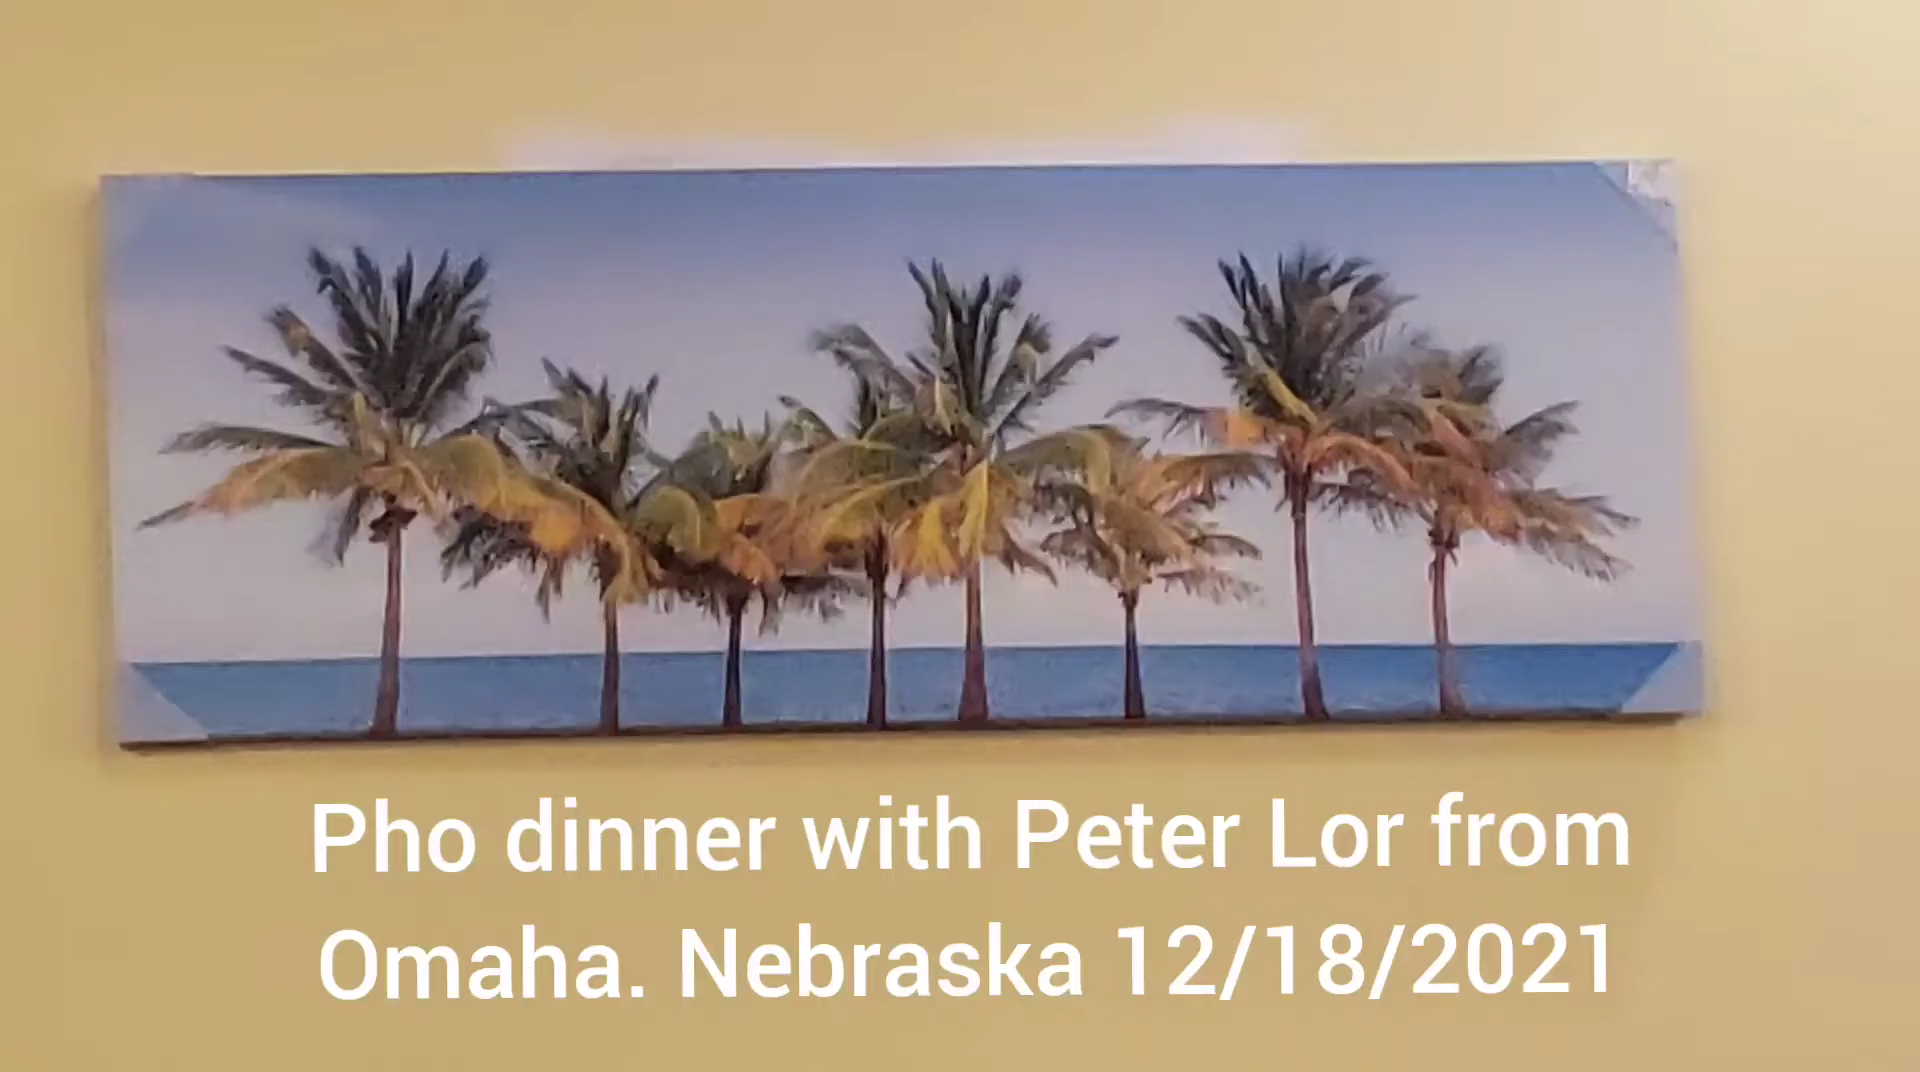 Pho dinner with Peter Lor from
Omaha. Nebraska 12/18/2021